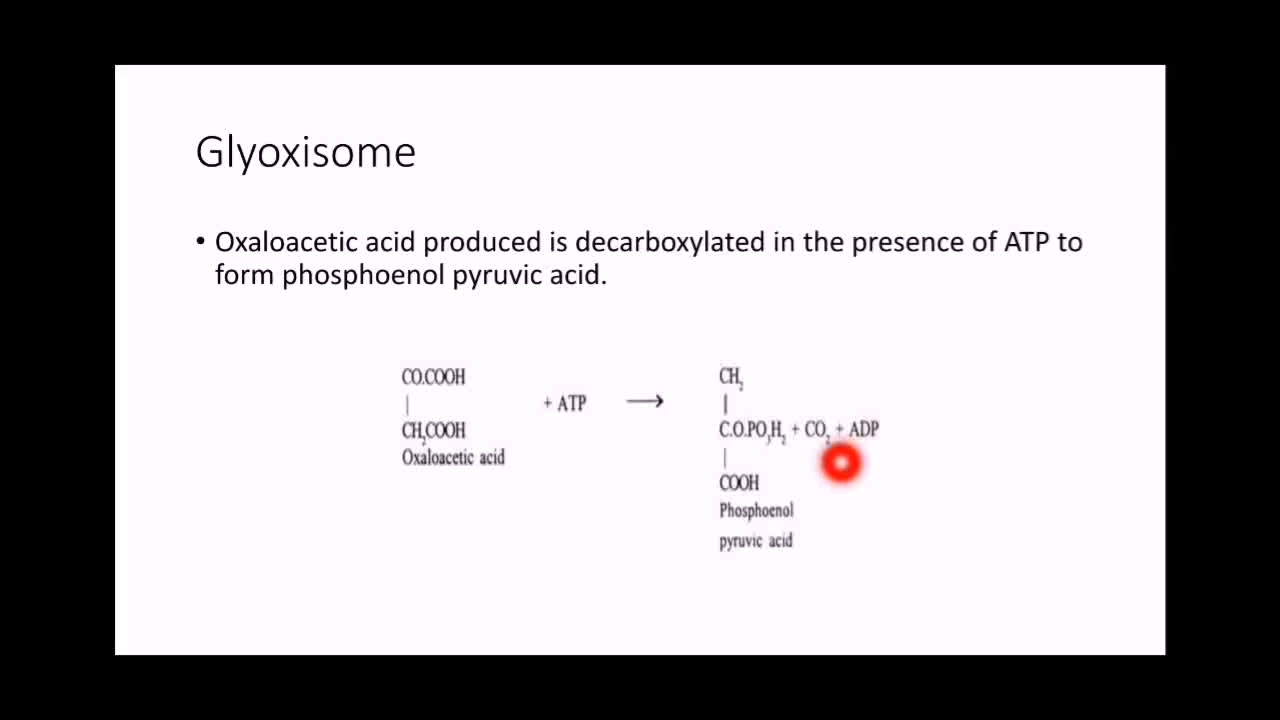 Glyoxisome
• Oxaloacetic acid produced is decarboxylated in the presence of ATP to
form phosphoenol pyruvic acid.
CO.COOH
|
CH₂COOH
Oxaloacetic acid
+ ATP ⟶
CH₂
|
C.O.PO₃H₂ + CO₂ + ADP
|
COOH
Phosphoenol
pyruvic acid